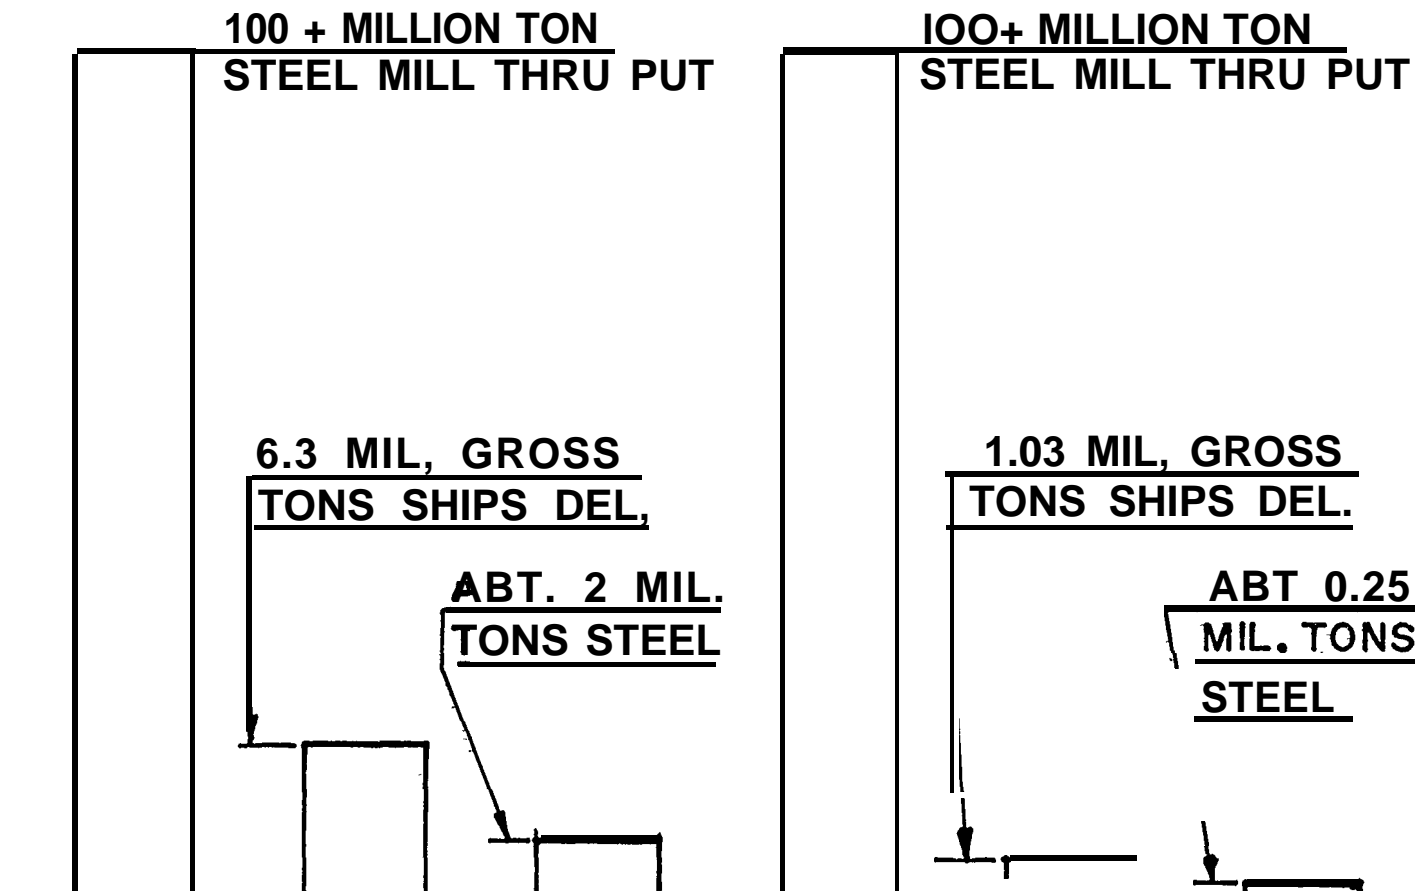 100 + MILLION TON
STEEL MILL THRU PUT
6.3 MIL, GROSS
TONS SHIPS DEL,
ABT. 2 MIL.
TONS STEEL
IOO+ MILLION TON
STEEL MILL THRU PUT
1.03 MIL, GROSS
TONS SHIPS DEL.
ABT 0.25
MIL. TONS
STEEL